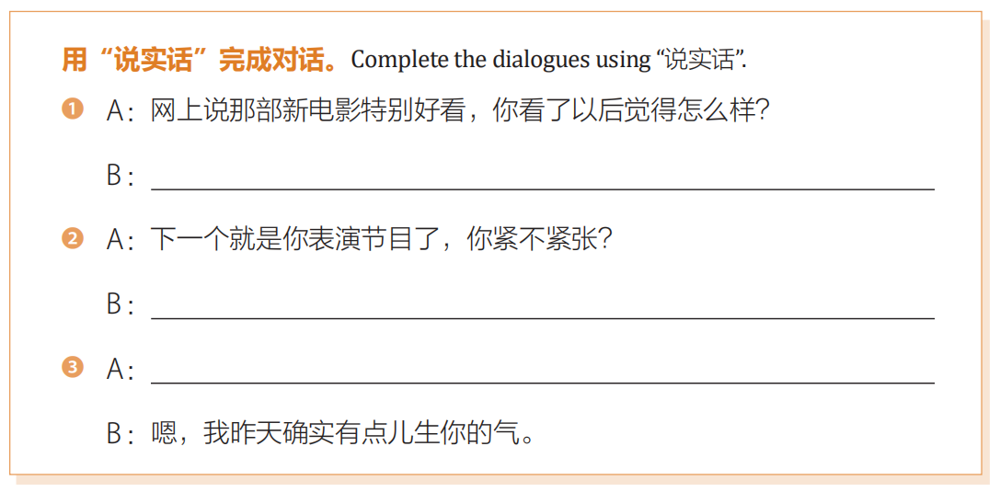 用“说实话”完成对话。Complete the dialogues using “说实话”.
1 A：网上说那部新电影特别好看，你看了以后觉得怎么样？
B：
2 A：下一个就是你表演节目了，你紧不紧张？
B：
3 A：
B：嗯，我昨天确实有点儿生你的气。